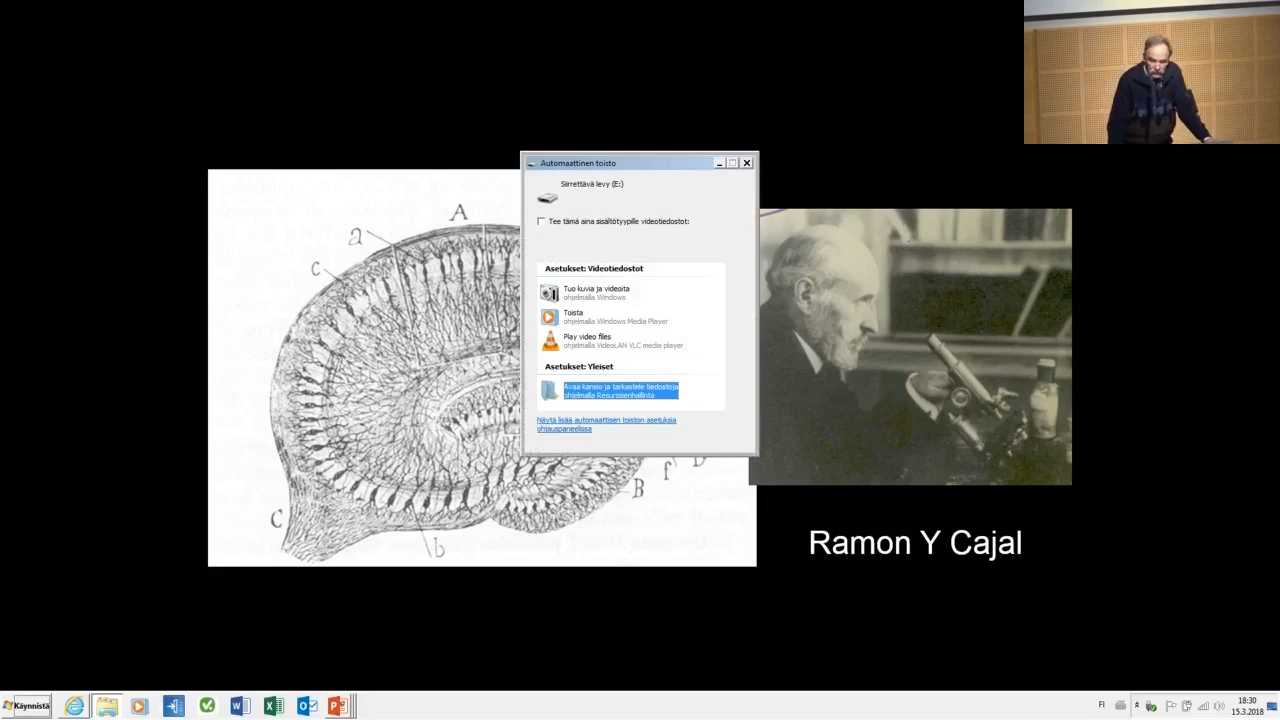 Automaattinen toisto
Siirrettävä levy (E:)
Tee tämä aina sisältötyypille videotiedostot:
Asetukset: Videotiedostot
Tuo kuvia ja videoita
ohjelmalla Windows
Toista
ohjelmalla Windows Media Player
Play video files
ohjelmalla VideoLAN VLC media player
Asetukset: Yleiset
Avaa kansio ja tarkastele tiedostoja
ohjelmalla Resurssienhallinta
Näytä lisää automaattisen toiston asetuksia
ohjauspaneelissa
A
a
c
C
b
B
f
D
Ramon Y Cajal
Käynnistä
FI
18:30
15.3.2018